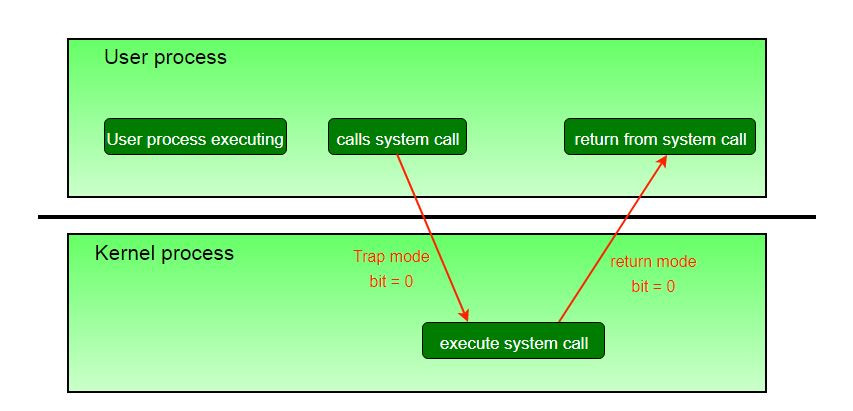 User process
User process executing
calls system call
return from system call
Kernel process
Trap mode
bit = 0
return mode
bit = 0
execute system call